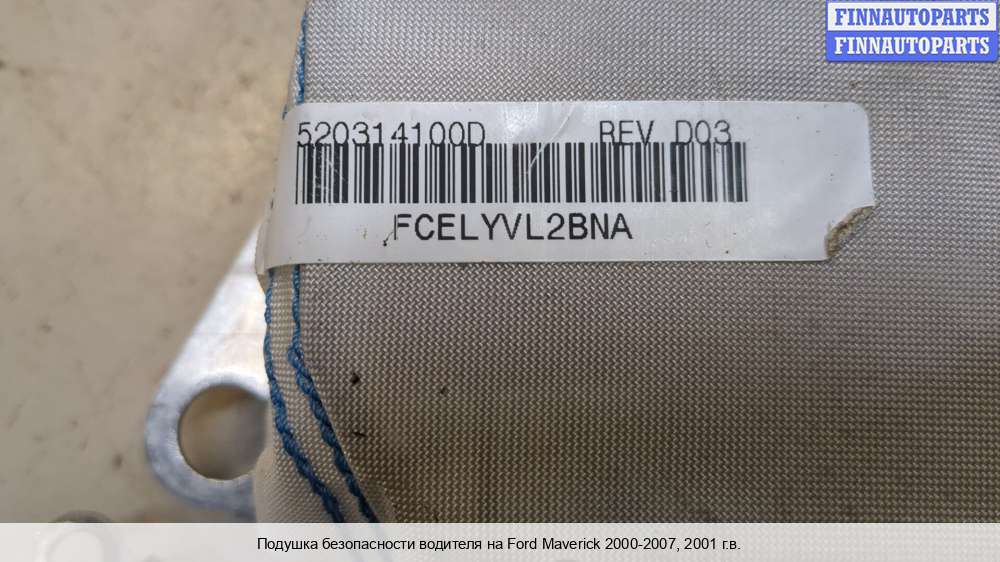 FINNAUTOPARTS
FINNAUTOPARTS
520314100D REV D03
FCELYVL2BNA
Подушка безопасности водителя на Ford Maverick 2000-2007, 2001 г.в.